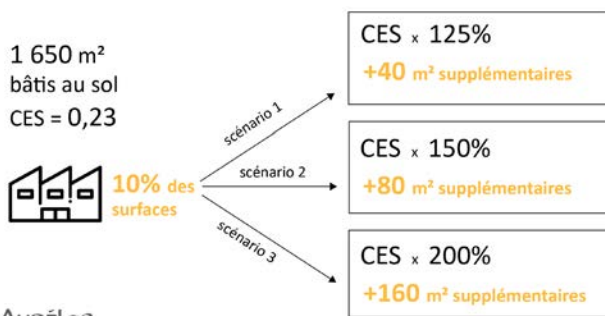 1 650 m²
bâtis au sol
CES = 0,23
10% des
surfaces
scénario 1
scénario 2
scénario 3
CES x 125%
+40 m² supplémentaires
CES x 150%
+80 m² supplémentaires
CES x 200%
+160 m² supplémentaires